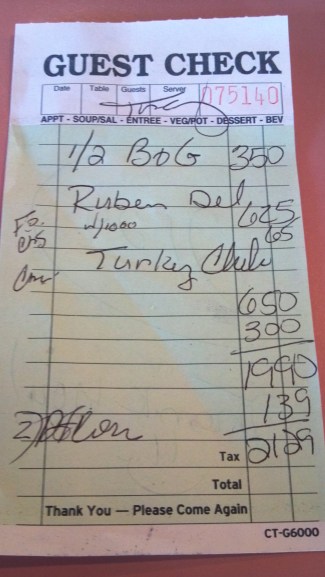 GUEST CHECK
Date Table Guests Server 075140
APPT - SOUP/SAL - ENTREE - VEG/POT - DESSERT - BEV
1/2 B+G 350
Ruben Del 625
65
Turkey Club
650
300
1990
139
Tax 2129
Total
Thank You — Please Come Again
CT-G6000